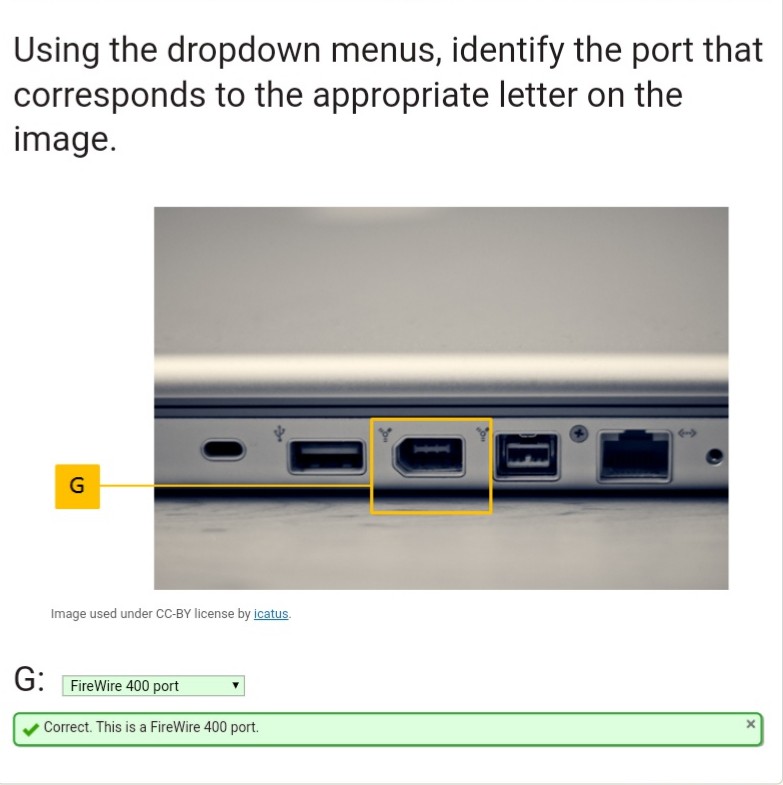 Using the dropdown menus, identify the port that
corresponds to the appropriate letter on the
image.
G
Image used under CC-BY license by icatus.
G: FireWire 400 port
Correct. This is a FireWire 400 port.